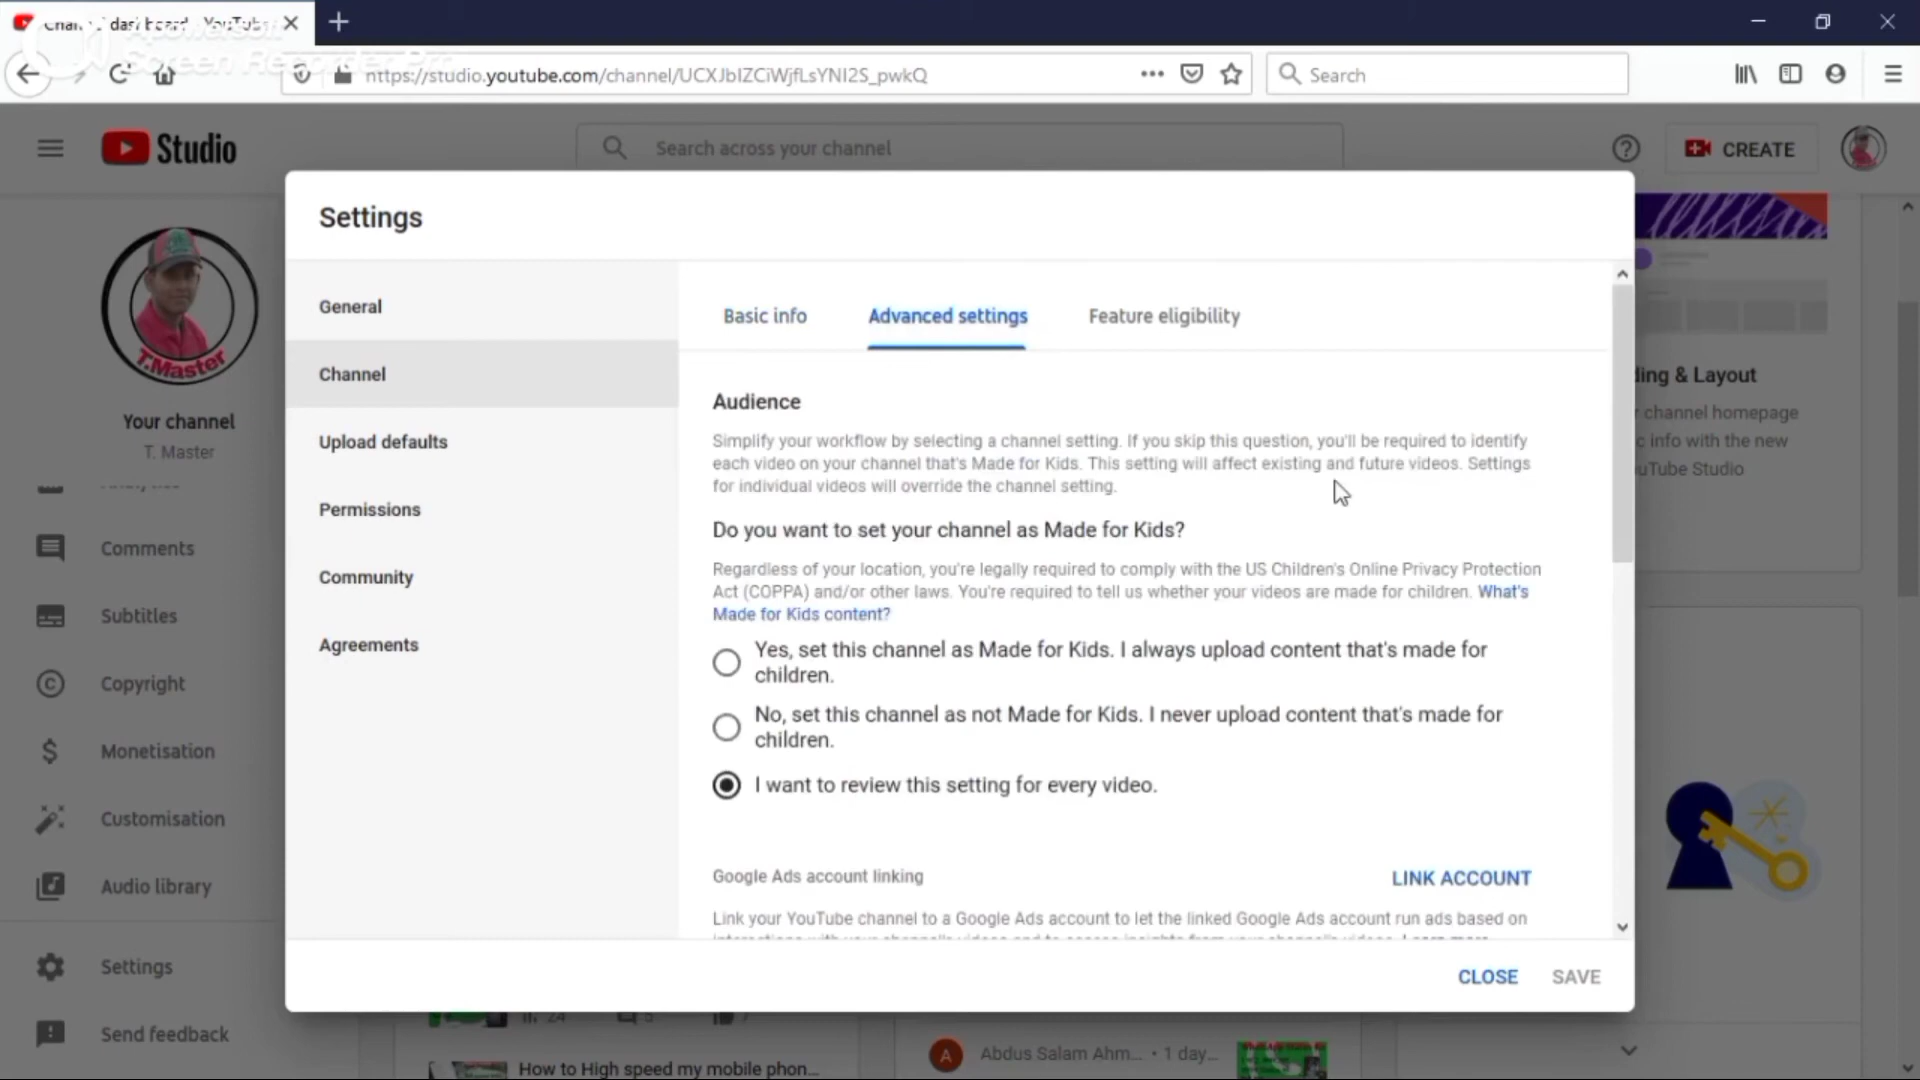 Apowersoft
Screen Recorder Pro
https://studio.youtube.com/channel/UCXJbIZCiWjfLsYNI2S_pwkQ
Search
Studio
Search across your channel
CREATE
Settings
General
Channel
Upload defaults
Permissions
Community
Agreements
Basic info
Advanced settings
Feature eligibility
Audience
Simplify your workflow by selecting a channel setting. If you skip this question, you'll be required to identify
each video on your channel that's Made for Kids. This setting will affect existing and future videos. Settings
for individual videos will override the channel setting.
Do you want to set your channel as Made for Kids?
Regardless of your location, you're legally required to comply with the US Children's Online Privacy Protection
Act (COPPA) and/or other laws. You're required to tell us whether your videos are made for children. What's
Made for Kids content?
Yes, set this channel as Made for Kids. I always upload content that's made for
children.
No, set this channel as not Made for Kids. I never upload content that's made for
children.
I want to review this setting for every video.
Google Ads account linking
LINK ACCOUNT
Link your YouTube channel to a Google Ads account to let the linked Google Ads account run ads based on
CLOSE
SAVE
T.Master
Your channel
T. Master
Comments
Subtitles
Copyright
Monetisation
Customisation
Audio library
Settings
Send feedback
& Layout
channel homepage
info with the new
Studio
24
5
7
How to High speed my mobile phon...
A
Abdus Salam Ahm... • 1 day...